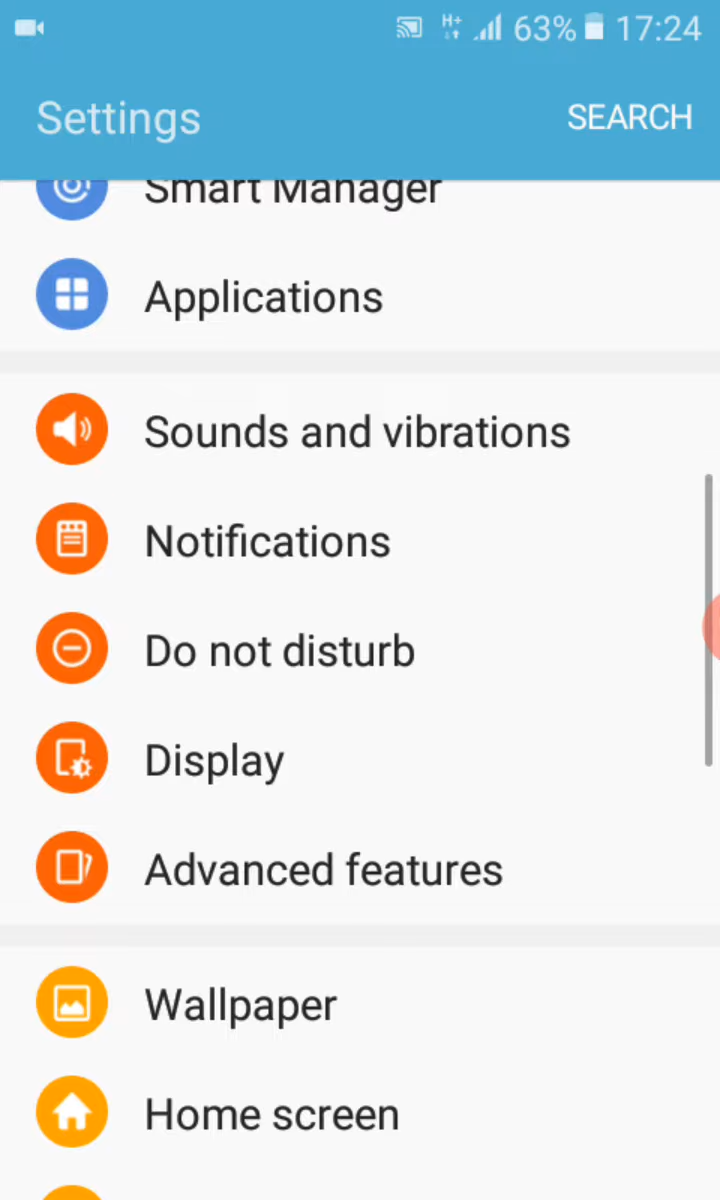 H+ 63% 17:24
Settings SEARCH
Smart Manager
Applications
Sounds and vibrations
Notifications
Do not disturb
Display
Advanced features
Wallpaper
Home screen